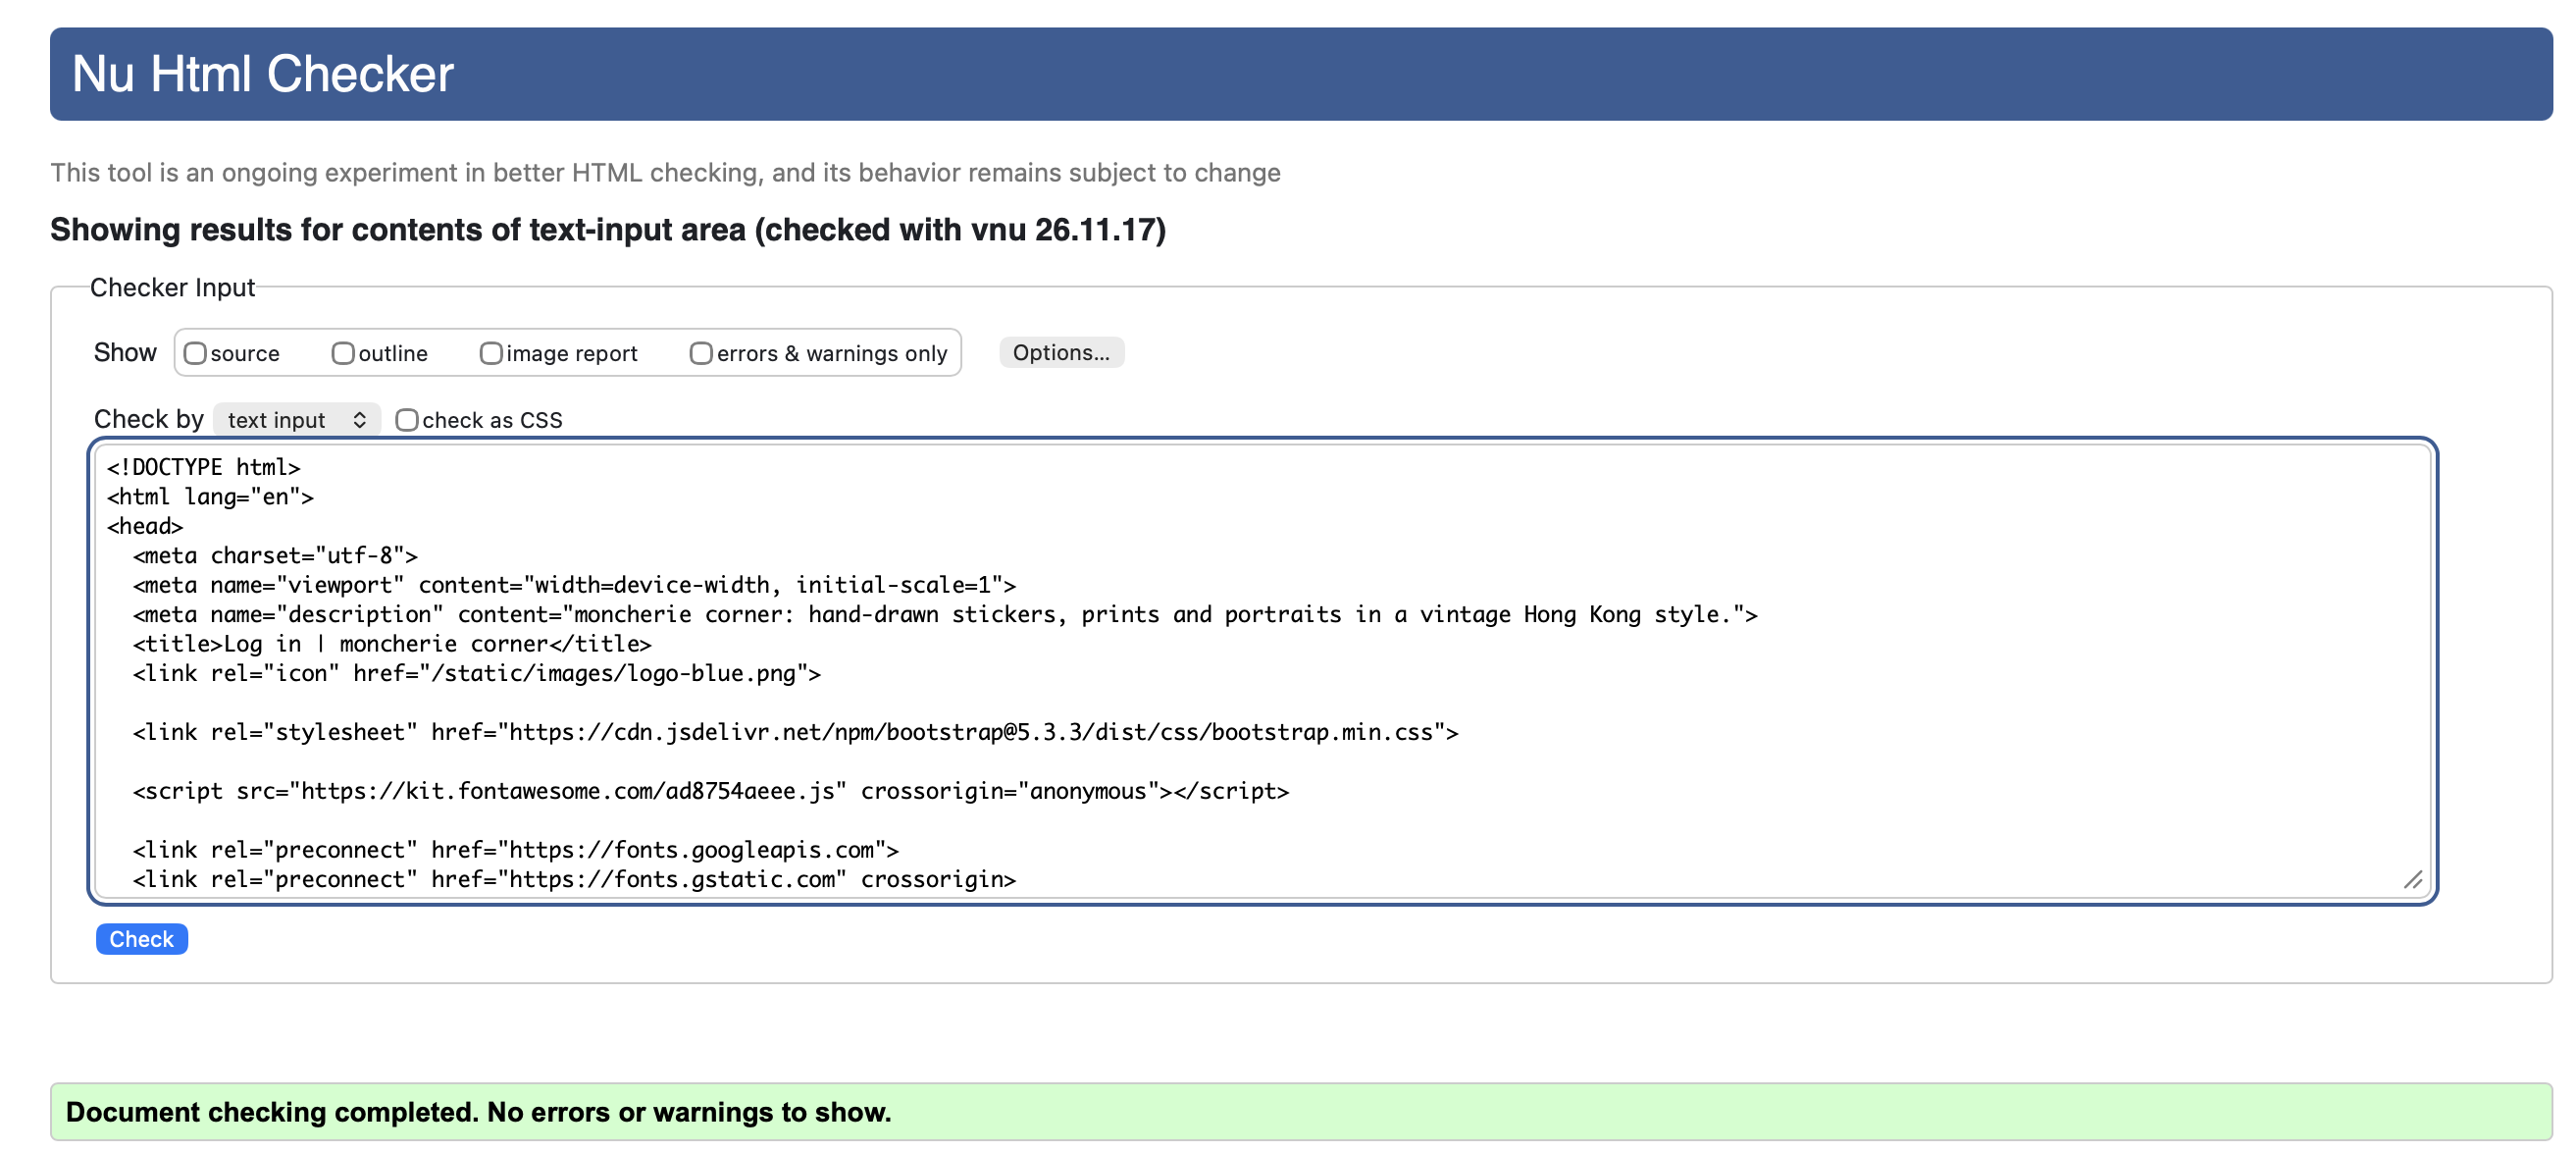 Nu Html Checker
This tool is an ongoing experiment in better HTML checking, and its behavior remains subject to change
Showing results for contents of text-input area (checked with vnu 26.11.17)
Checker Input
Show source outline image report errors & warnings only Options...
Check by text input check as CSS
<!DOCTYPE html>
<html lang="en">
<head>
  <meta charset="utf-8">
  <meta name="viewport" content="width=device-width, initial-scale=1">
  <meta name="description" content="moncherie corner: hand-drawn stickers, prints and portraits in a vintage Hong Kong style.">
  <title>Log in | moncherie corner</title>
  <link rel="icon" href="/static/images/logo-blue.png">
  <link rel="stylesheet" href="https://cdn.jsdelivr.net/npm/bootstrap@5.3.3/dist/css/bootstrap.min.css">
  <script src="https://kit.fontawesome.com/ad8754aeee.js" crossorigin="anonymous"></script>
  <link rel="preconnect" href="https://fonts.googleapis.com">
  <link rel="preconnect" href="https://fonts.gstatic.com" crossorigin>
Check
Document checking completed. No errors or warnings to show.